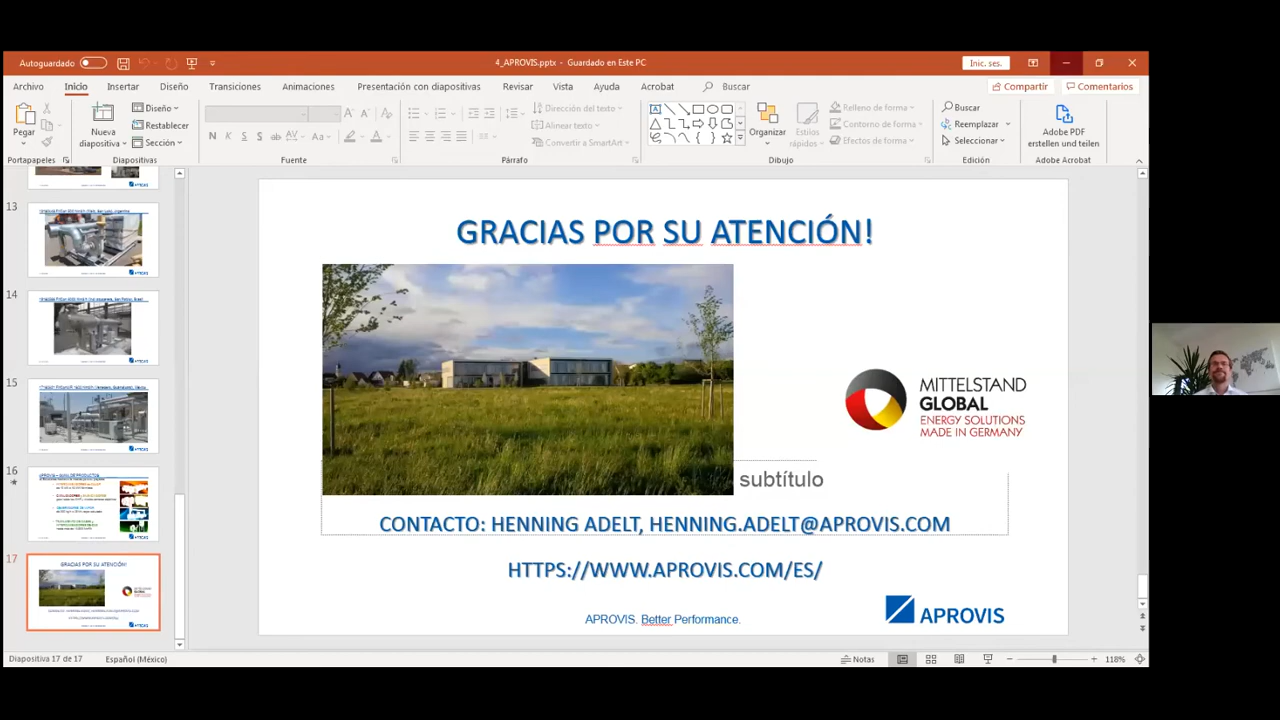 Autoguardado
4_APROVIS.pptx - Guardado en Este PC
Inic. ses.
Archivo Inicio Insertar Diseño Transiciones Animaciones Presentación con diapositivas Revisar Vista Ayuda Acrobat Buscar
Compartir Comentarios
Pegar
Nueva diapositiva
Diseño
Restablecer
Sección
N K S S ab AV Aa A
Dirección del texto
Alinear texto
Convertir a SmartArt
Organizar
Estilos rápidos
Relleno de forma
Contorno de forma
Efectos de forma
Buscar
Reemplazar
Seleccionar
Adobe PDF
erstellen und teilen
Portapapeles Diapositivas Fuente Párrafo Dibujo Edición Adobe Acrobat
13
14
15
16
17
GRACIAS POR SU ATENCIÓN!
MITTELSTAND
GLOBAL
ENERGY SOLUTIONS
MADE IN GERMANY
subtítulo
CONTACTO: HENNING ADELT, HENNING.ADELT@APROVIS.COM
HTTPS://WWW.APROVIS.COM/ES/
APROVIS. Better Performance.
APROVIS
Diapositiva 17 de 17 Español (México)
Notas
118%